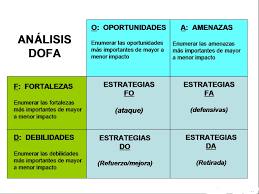 ANÁLISIS
DOFA
O: OPORTUNIDADES
Enumerar las oportunidades
más importantes de mayor a
menor impacto
A: AMENAZAS
Enumerar las amenazas
más importantes de mayor
a menor impacto
F: FORTALEZAS
Enumerar las fortalezas
más importantes de mayor
a menor impacto
ESTRATEGIAS
FO
(ataque)
ESTRATEGIAS
FA
(defensivas)
D: DEBILIDADES
Enumerar las debilidades
más importantes de mayor
a menor impacto
ESTRATEGIAS
DO
(Refuerzo/mejora)
ESTRATEGIAS
DA
(Retirada)